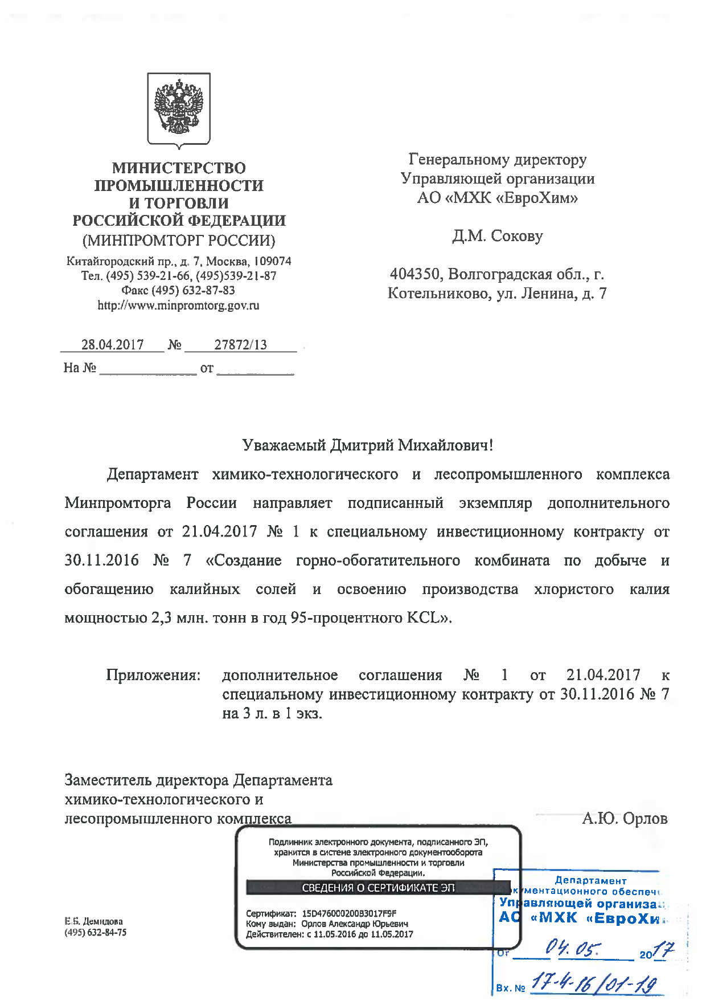 МИНИСТЕРСТВО
ПРОМЫШЛЕННОСТИ
И ТОРГОВЛИ
РОССИЙСКОЙ ФЕДЕРАЦИИ
(МИНПРОМТОРГ РОССИИ)
Китайгородский пр., д. 7, Москва, 109074
Тел. (495) 539-21-66, (495)539-21-87
Факс (495) 632-87-83
http://www.minpromtorg.gov.ru
28.04.2017 № 27872/13
На № от
Генеральному директору
Управляющей организации
АО «МХК «ЕвроХим»
Д.М. Сокову
404350, Волгоградская обл., г.
Котельниково, ул. Ленина, д. 7
Уважаемый Дмитрий Михайлович!
Департамент химико-технологического и лесопромышленного комплекса
Минпромторга России направляет подписанный экземпляр дополнительного
соглашения от 21.04.2017 № 1 к специальному инвестиционному контракту от
30.11.2016 № 7 «Создание горно-обогатительного комбината по добыче и
обогащению калийных солей и освоению производства хлористого калия
мощностью 2,3 млн. тонн в год 95-процентного KCL».
Приложения: дополнительное соглашения № 1 от 21.04.2017 к
специальному инвестиционному контракту от 30.11.2016 № 7
на 3 л. в 1 экз.
Заместитель директора Департамента
химико-технологического и
лесопромышленного комплекса А.Ю. Орлов
Подлинник электронного документа, подписанного ЭП,
хранится в системе электронного документооборота
Министерства промышленности и торговли
Российской Федерации.
СВЕДЕНИЯ О СЕРТИФИКАТЕ ЭП
Сертификат: 15D47600020083017F9F
Кому выдан: Орлов Александр Юрьевич
Действителен: с 11.05.2016 до 11.05.2017
Е.Б. Демидова
(495) 632-84-75
Департамент
кументационного обеспеч
Управляющей организа
АО «МХК «ЕвроХи
От 04.05. 2017
Вх. № 17-4-16/01-19